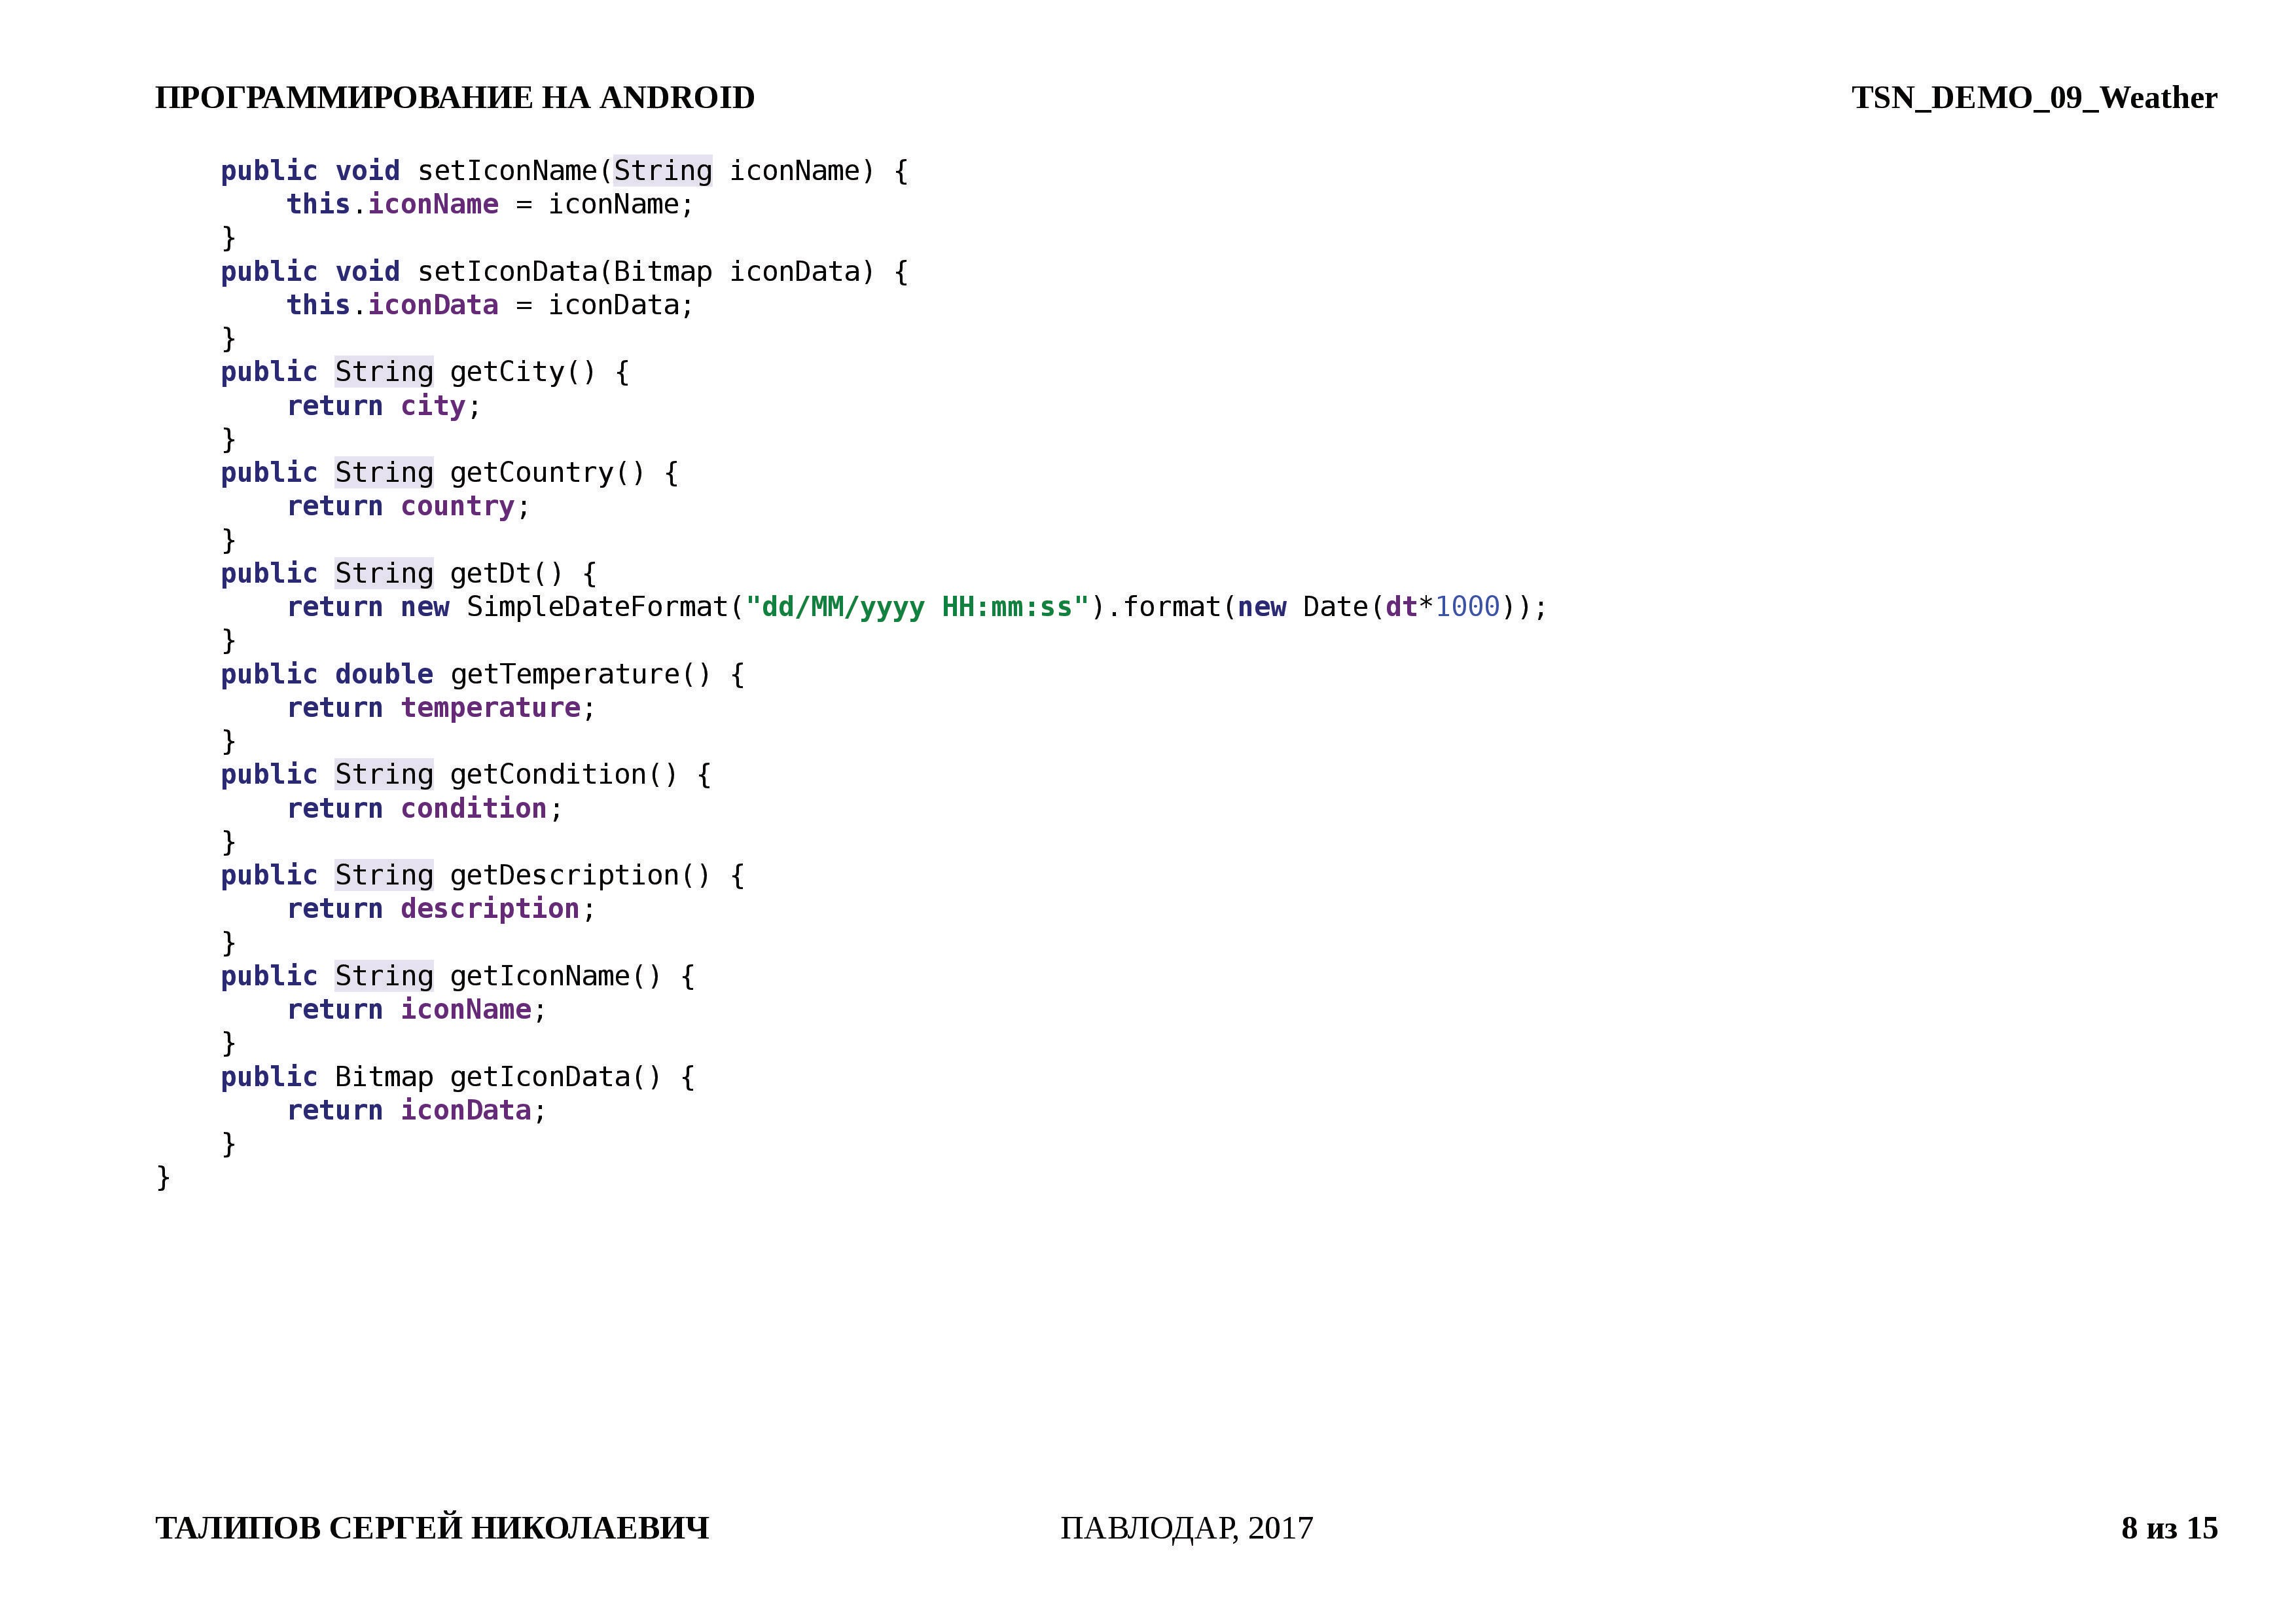 ПРОГРАММИРОВАНИЕ НА ANDROID TSN_DEMO_09_Weather
    public void setIconName(String iconName) {
        this.iconName = iconName;
    }
    public void setIconData(Bitmap iconData) {
        this.iconData = iconData;
    }
    public String getCity() {
        return city;
    }
    public String getCountry() {
        return country;
    }
    public String getDt() {
        return new SimpleDateFormat("dd/MM/yyyy HH:mm:ss").format(new Date(dt*1000));
    }
    public double getTemperature() {
        return temperature;
    }
    public String getCondition() {
        return condition;
    }
    public String getDescription() {
        return description;
    }
    public String getIconName() {
        return iconName;
    }
    public Bitmap getIconData() {
        return iconData;
    }
}
ТАЛИПОВ СЕРГЕЙ НИКОЛАЕВИЧ ПАВЛОДАР, 2017 8 из 15